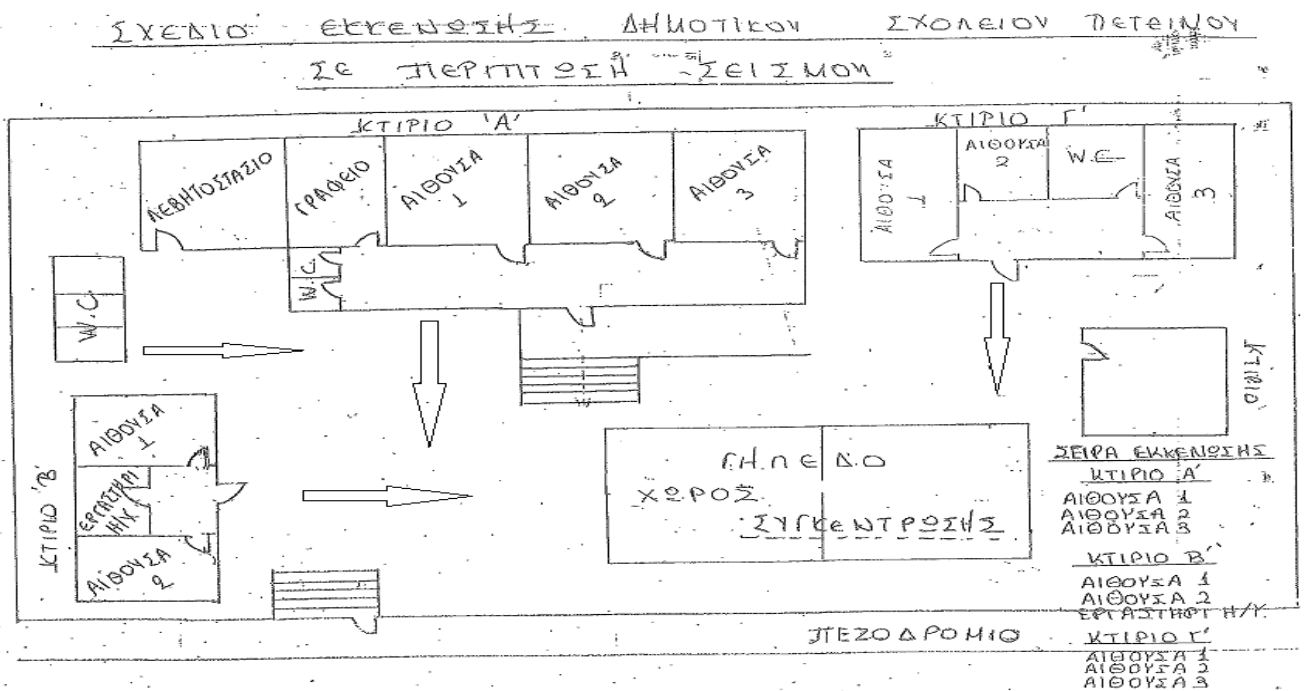 ΣΧΕΔΙΟ ΕΚΚΕΝΩΣΗΣ ΔΗΜΟΤΙΚΟΥ ΣΧΟΛΕΙΟΥ ΠΕΤΕΙΝΟΥ
ΣΕ ΠΕΡΙΠΤΩΣΗ ΣΕΙΣΜΟΥ
ΚΤΙΡΙΟ 'Α'
ΛΕΒΗΤΟΣΤΑΣΙΟ
ΓΡΑΦΕΙΟ
ΑΙΘΟΥΣΑ 1
ΑΙΘΟΥΣΑ 2
ΑΙΘΟΥΣΑ 3
W.C.
ΚΤΙΡΙΟ Γ'
ΑΙΘΟΥΣΑ 1
ΑΙΘΟΥΣΑ 2
W.C.
ΑΙΘΟΥΣΑ 3
W.C.
ΚΤΙΡΙΟ
ΚΤΙΡΙΟ 'Β'
ΑΙΘΟΥΣΑ 1
ΕΡΓΑΣΤΗΡΙ
Η/Χ
ΑΙΘΟΥΣΑ 2
ΓΗΠΕΔΟ
ΧΩΡΟΣ
ΣΥΓΚΕΝΤΡΩΣΗΣ
ΣΕΙΡΑ ΕΚΚΕΝΩΣΗΣ
ΚΤΙΡΙΟ Α'
ΑΙΘΟΥΣΑ 1
ΑΙΘΟΥΣΑ 2
ΑΙΘΟΥΣΑ 3
ΚΤΙΡΙΟ Β'
ΑΙΘΟΥΣΑ 1
ΑΙΘΟΥΣΑ 2
ΕΡΓΑΣΤΗΡΙ Η/Υ.
ΚΤΙΡΙΟ Γ'
ΑΙΘΟΥΣΑ 1
ΑΙΘΟΥΣΑ 2
ΑΙΘΟΥΣΑ 3
ΠΕΖΟΔΡΟΜΙΟ